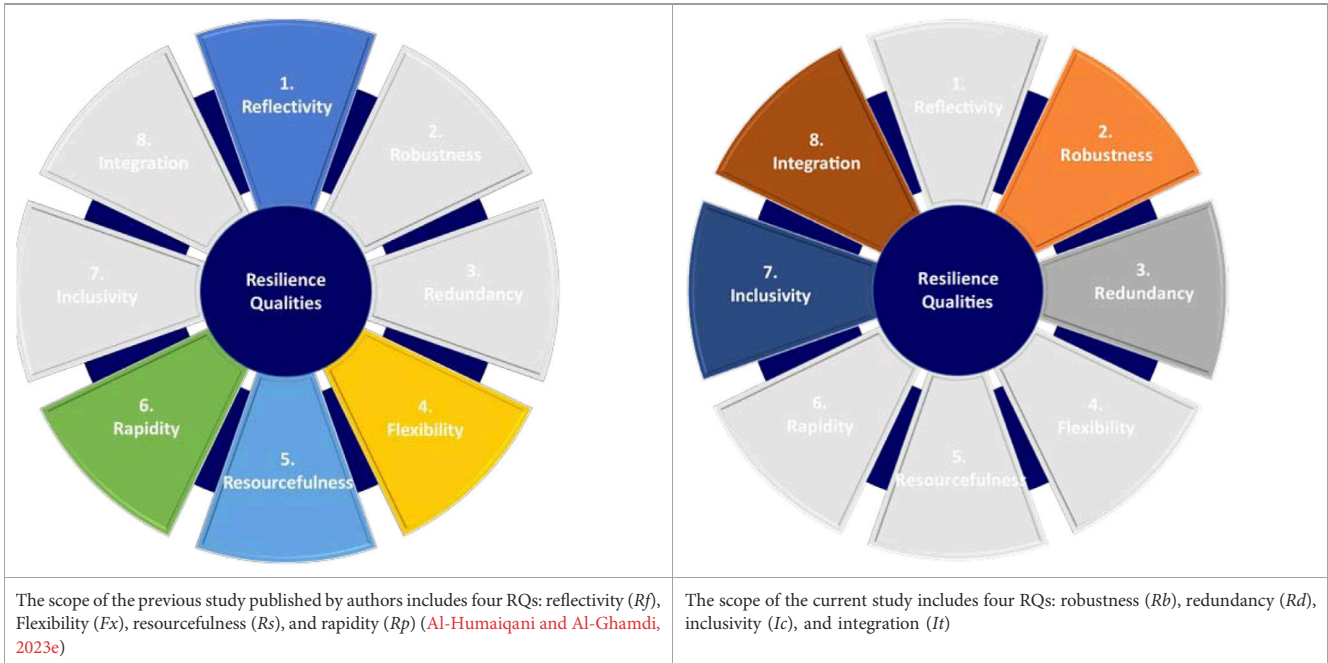 1.
Reflectivity
2.
Robustness
3.
Redundancy
4.
Flexibility
5.
Resourcefulness
6.
Rapidity
7.
Inclusivity
8.
Integration
Resilience
Qualities
1.
Reflectivity
2.
Robustness
3.
Redundancy
4.
Flexibility
5.
Resourcefulness
6.
Rapidity
7.
Inclusivity
8.
Integration
Resilience
Qualities
The scope of the previous study published by authors includes four RQs: reflectivity (Rf),
Flexibility (Fx), resourcefulness (Rs), and rapidity (Rp) (Al-Humaiqani and Al-Ghamdi,
2023e)
The scope of the current study includes four RQs: robustness (Rb), redundancy (Rd),
inclusivity (Ic), and integration (It)